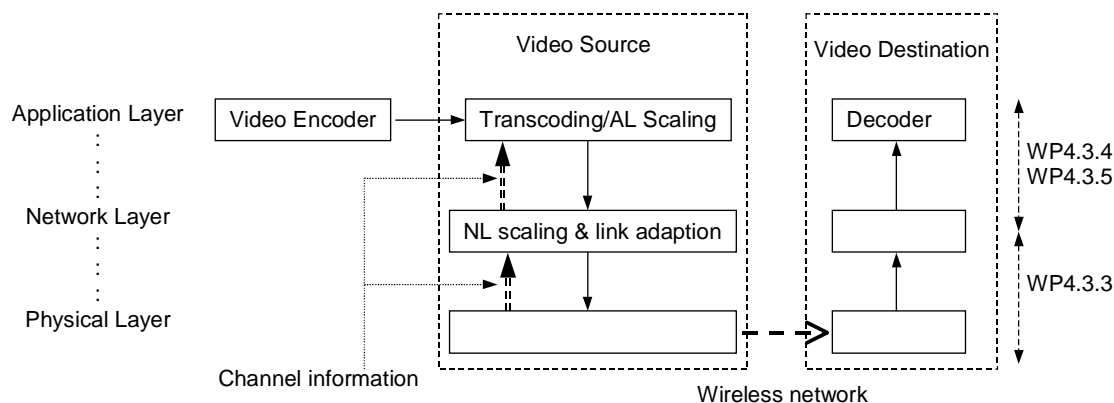 Video Source
Video Destination
Application Layer
Video Encoder
Transcoding/AL Scaling
Decoder
WP4.3.4
WP4.3.5
Network Layer
NL scaling & link adaption
WP4.3.3
Physical Layer
Channel information
Wireless network